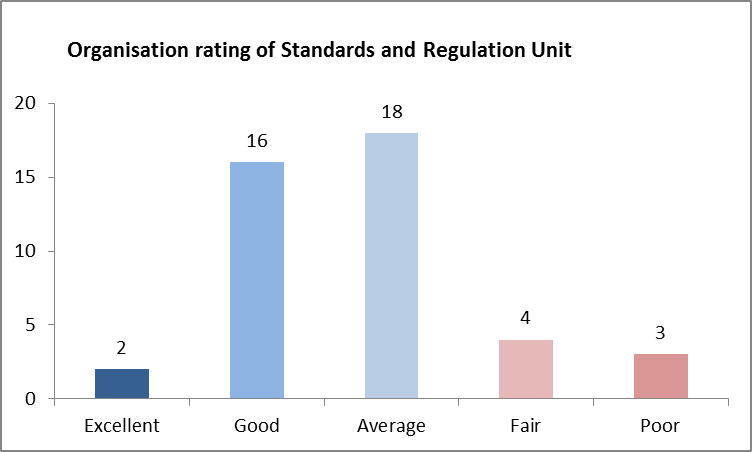 Organisation rating of Standards and Regulation Unit
20
15
10
5
0
2
16
18
4
3
Excellent
Good
Average
Fair
Poor